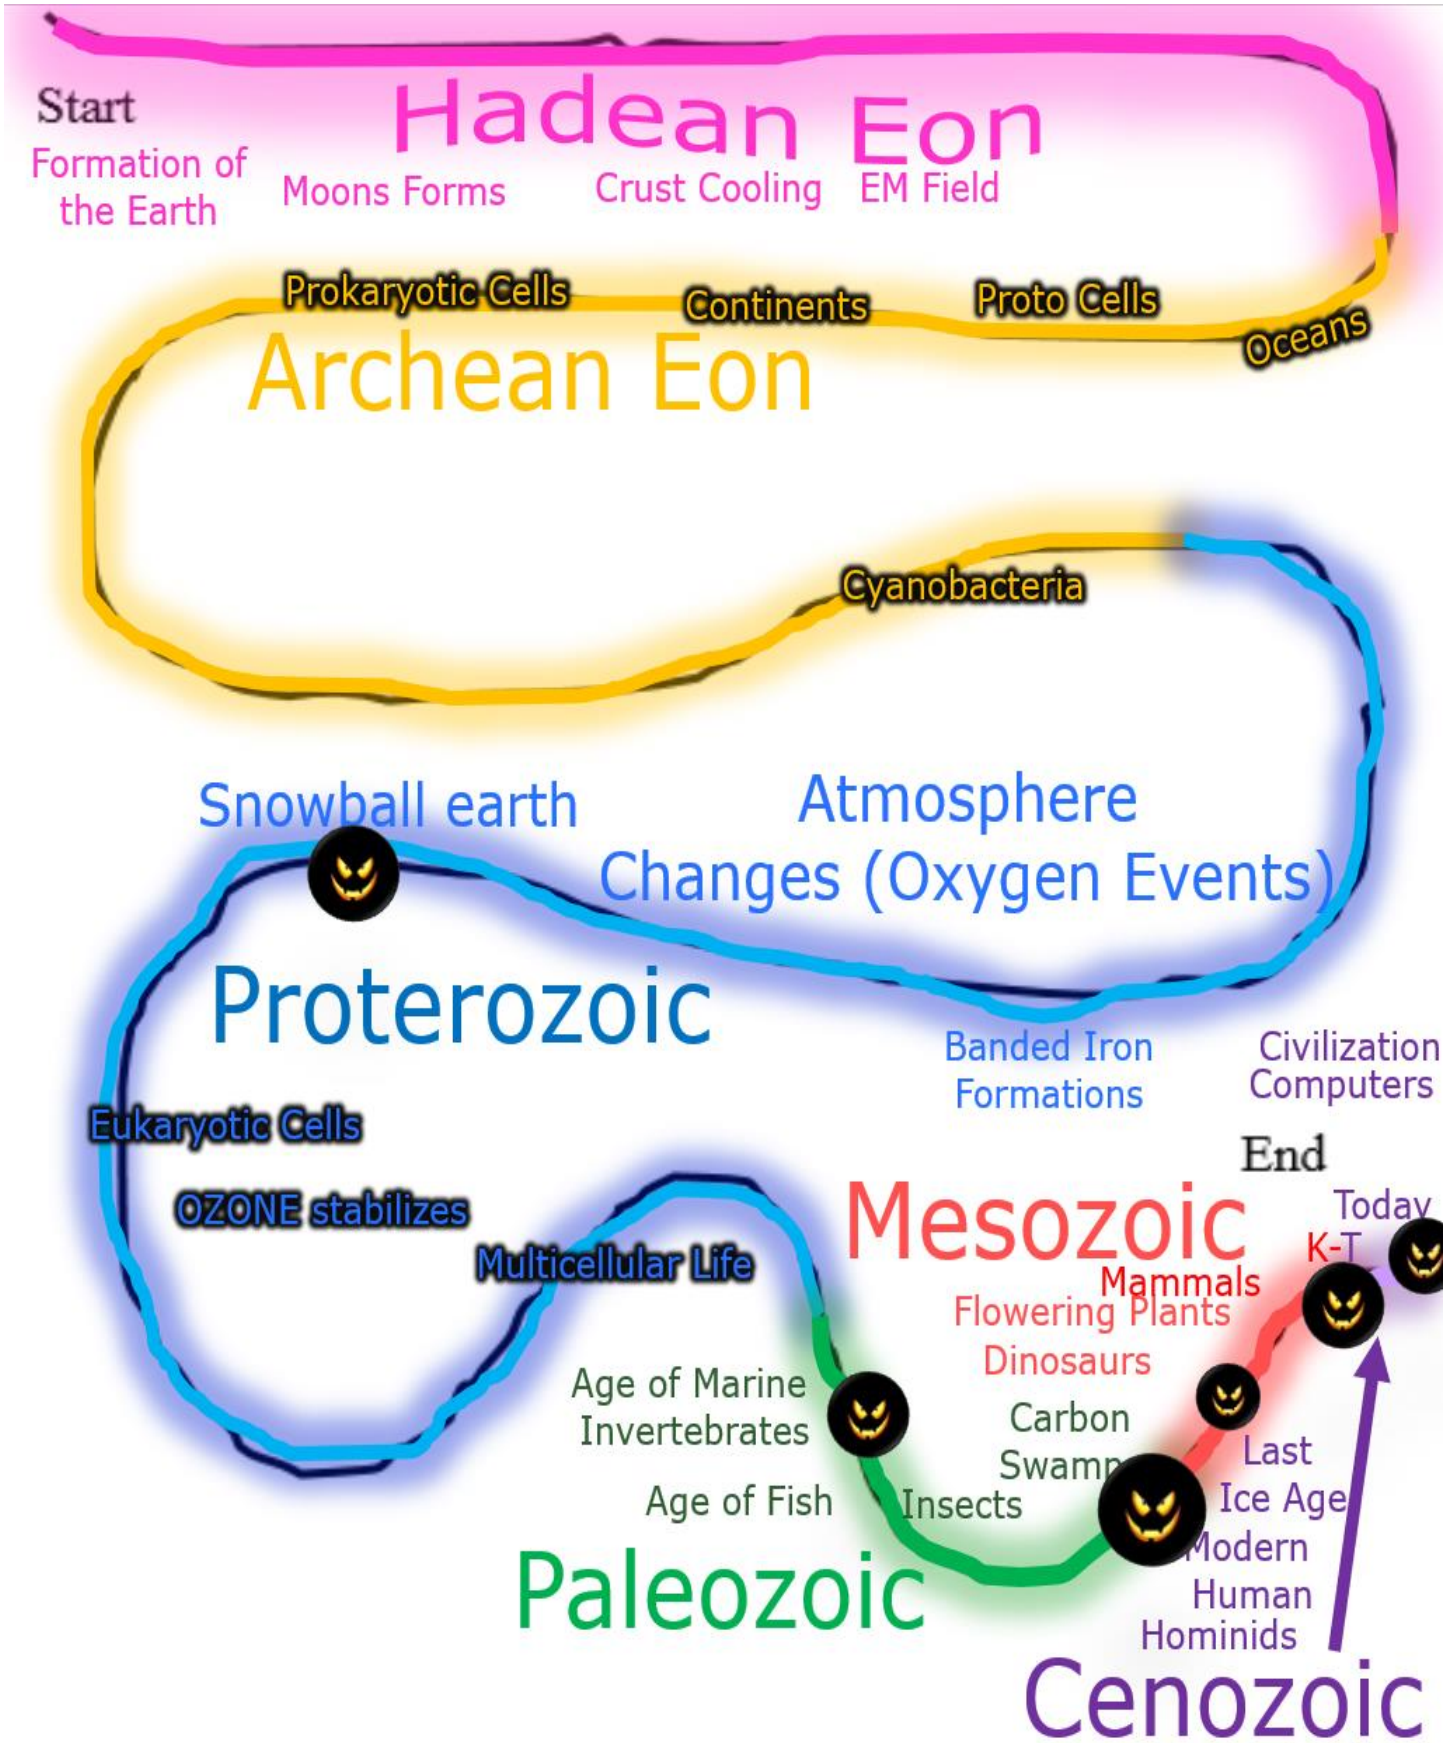 Start
Hadean Eon
Formation of
the Earth
Moons Forms
Crust Cooling
EM Field
Prokaryotic Cells
Continents
Proto Cells
Oceans
Archean Eon
Cyanobacteria
Snowball earth
Atmosphere
Changes (Oxygen Events)
Proterozoic
Banded Iron
Formations
Civilization
Computers
Eukaryotic Cells
OZONE stabilizes
Multicellular Life
End
Today
Mesozoic
K-T
Mammals
Flowering Plants
Dinosaurs
Age of Marine
Invertebrates
Carbon
Swamp
Age of Fish
Insects
Last
Ice Age
Modern
Human
Hominids
Paleozoic
Cenozoic